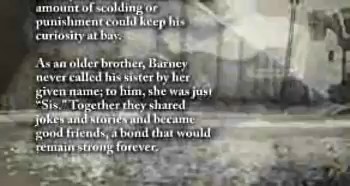 amount of scolding or
punishment could keep his
curiosity at bay.
As an older brother, Barney
never called his sister by her
given name; to him, she was just
"Sis." Together they shared
jokes and stories and became
good friends, a bond that would
remain strong forever.